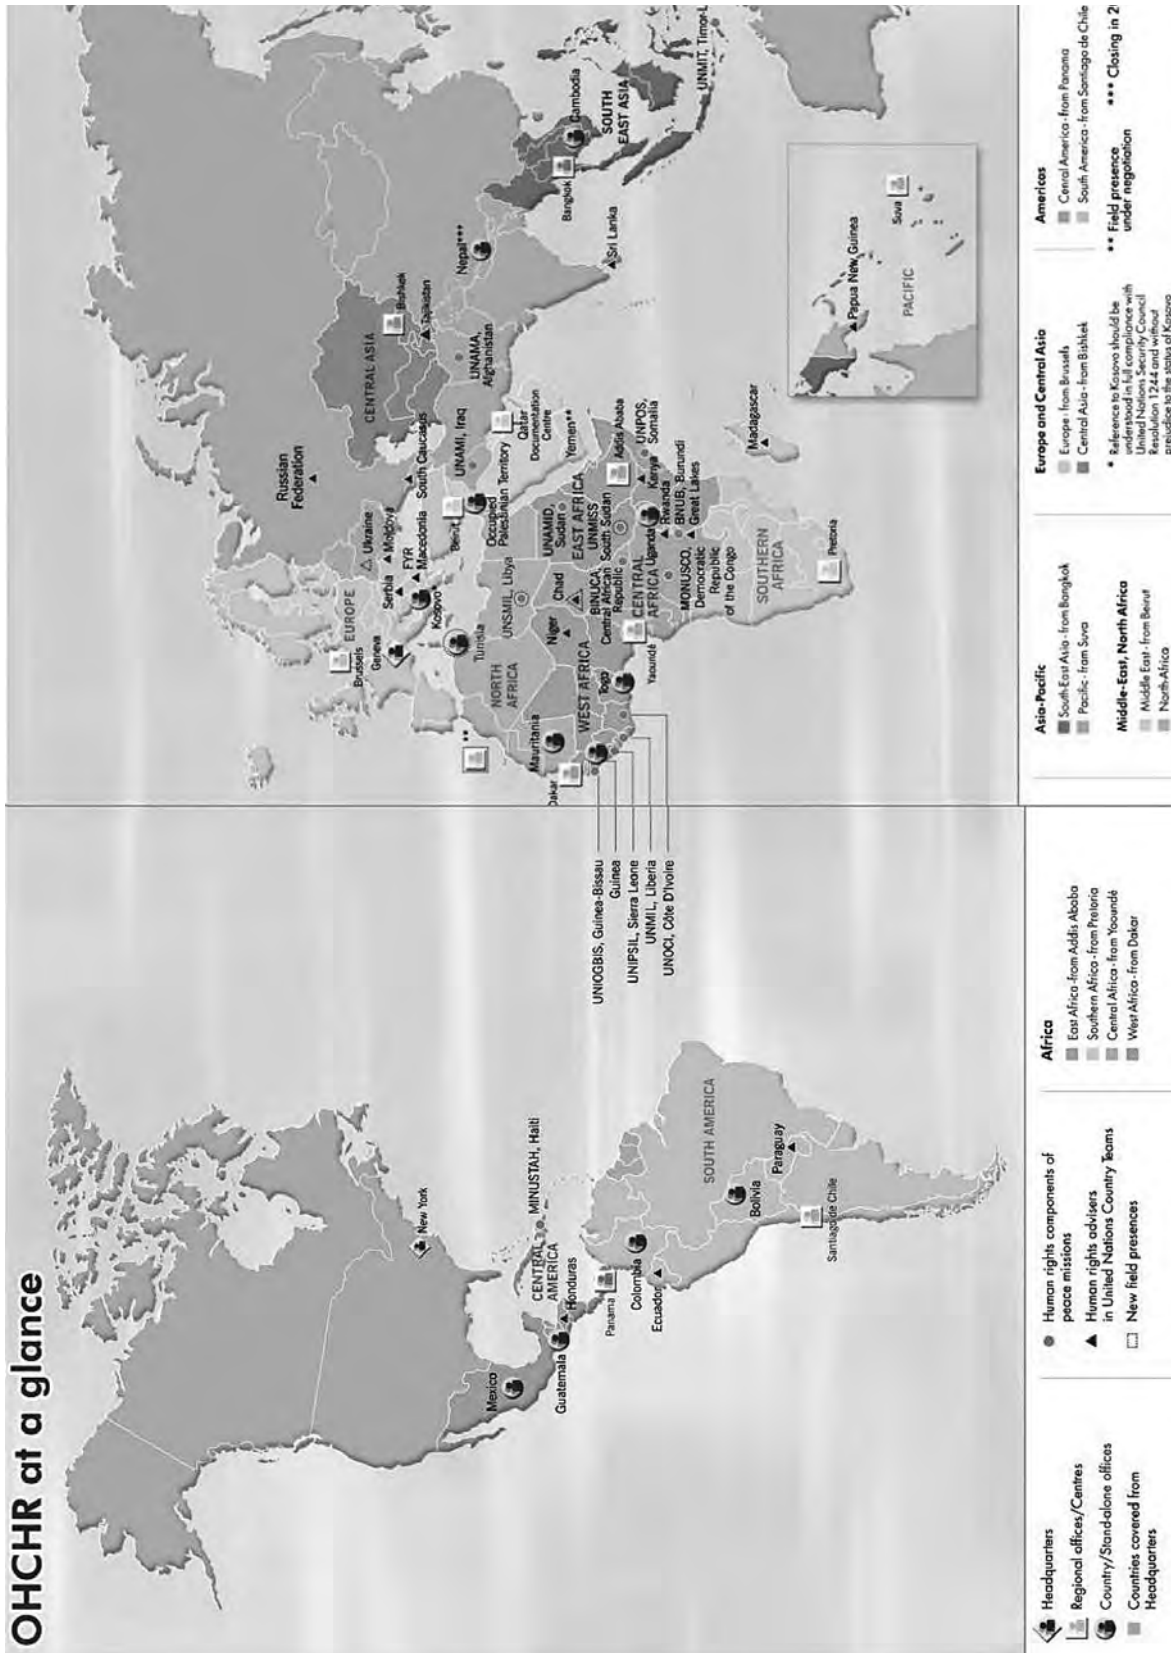 OHCHR at a glance
New York
Mexico
Guatemala
Honduras
CENTRAL
AMERICA
MINUSTAH, Haiti
Panama
Colombia
Ecuador
SOUTH AMERICA
Bolivia
Paraguay
Santiago de Chile
UNIOGBIS, Guinea-Bissau
Guinea
UNIPSIL, Sierra Leone
UNMIL, Liberia
UNOCI, Côte D'Ivoire
Russian
Federation
EUROPE
Brussels
Geneva
Ukraine
Moldova
Serbia
FYR
Macedonia
Kosovo*
South Caucasus
CENTRAL ASIA
Bishkek
Tajikistan
UNAMA,
Afghanistan
Nepal***
Sri Lanka
Bangkok
Cambodia
SOUTH
EAST ASIA
UNMIT, Timor-L
UNAMI, Iraq
Beirut
Occupied
Palestinian Territory
Qatar
Documentation
Centre
Yemen**
**
Tunisia
NORTH
AFRICA
UNSMIL, Libya
Mauritania
Dakar
WEST AFRICA
Niger
Chad
Togo
Yaoundé
UNAMID,
Sudan
EAST AFRICA
UNMISS
South Sudan
Addis Ababa
UNPOS,
Somalia
BINUCA,
Central African
Republic
CENTRAL
AFRICA
Uganda
Kenya
Rwanda
BNUB, Burundi
Great Lakes
MONUSCO,
Democratic
Republic
of the Congo
SOUTHERN
AFRICA
Pretoria
Madagascar
Papua New Guinea
PACIFIC
Suva
Headquarters
Regional offices/Centres
Country/Stand-alone offices
Countries covered from
Headquarters
Human rights components of
peace missions
Human rights advisers
in United Nations Country Teams
New field presences
Africa
East Africa - from Addis Ababa
Southern Africa - from Pretoria
Central Africa - from Yaoundé
West Africa - from Dakar
Asia-Pacific
South-East Asia - from Bangkok
Pacific - from Suva
Middle-East, North Africa
Middle East - from Beirut
North-Africa
Europe and Central Asia
Europe - from Brussels
Central Asia - from Bishkek
* Reference to Kosovo should be
understood in full compliance with
United Nations Security Council
Resolution 1244 and without
prejudice to the status of Kosovo
Americas
Cenral America - from Panama
South America - from Santiago de Chile
** Field presence
under negotiation
*** Closing in 2